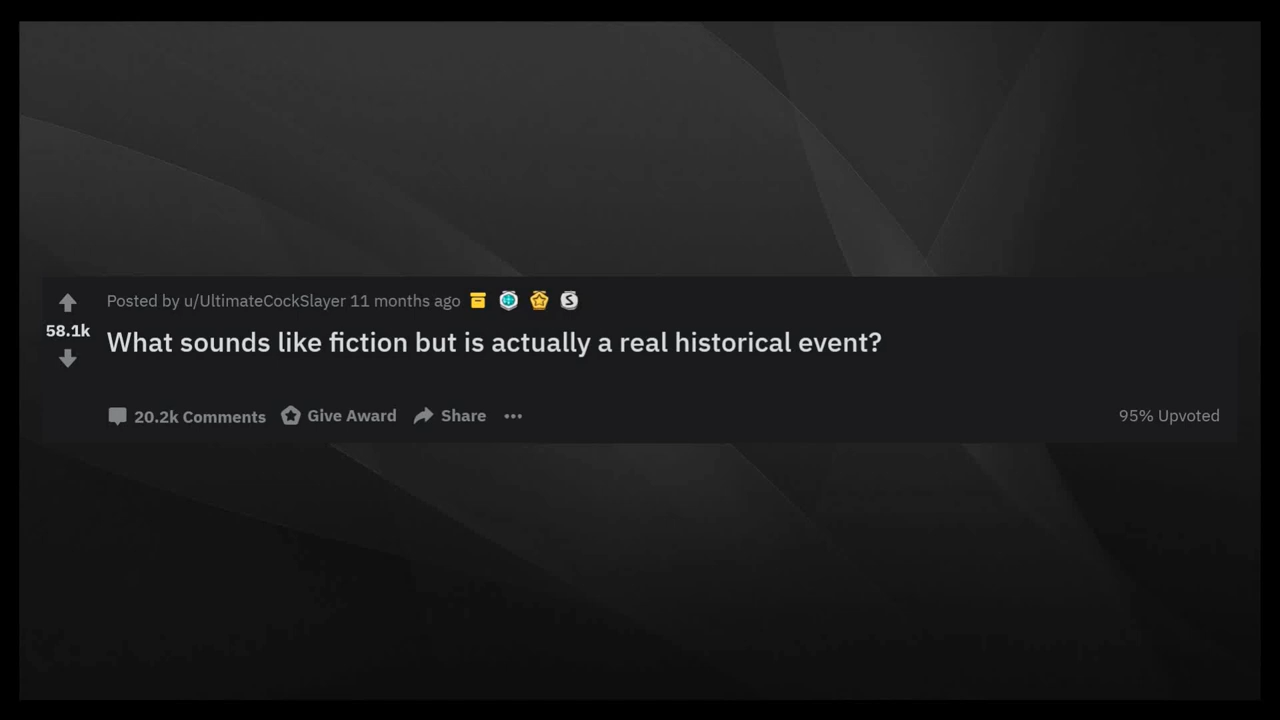 Posted by u/UltimateCockSlayer 11 months ago
58.1k
What sounds like fiction but is actually a real historical event?
20.2k Comments Give Award Share ••• 95% Upvoted